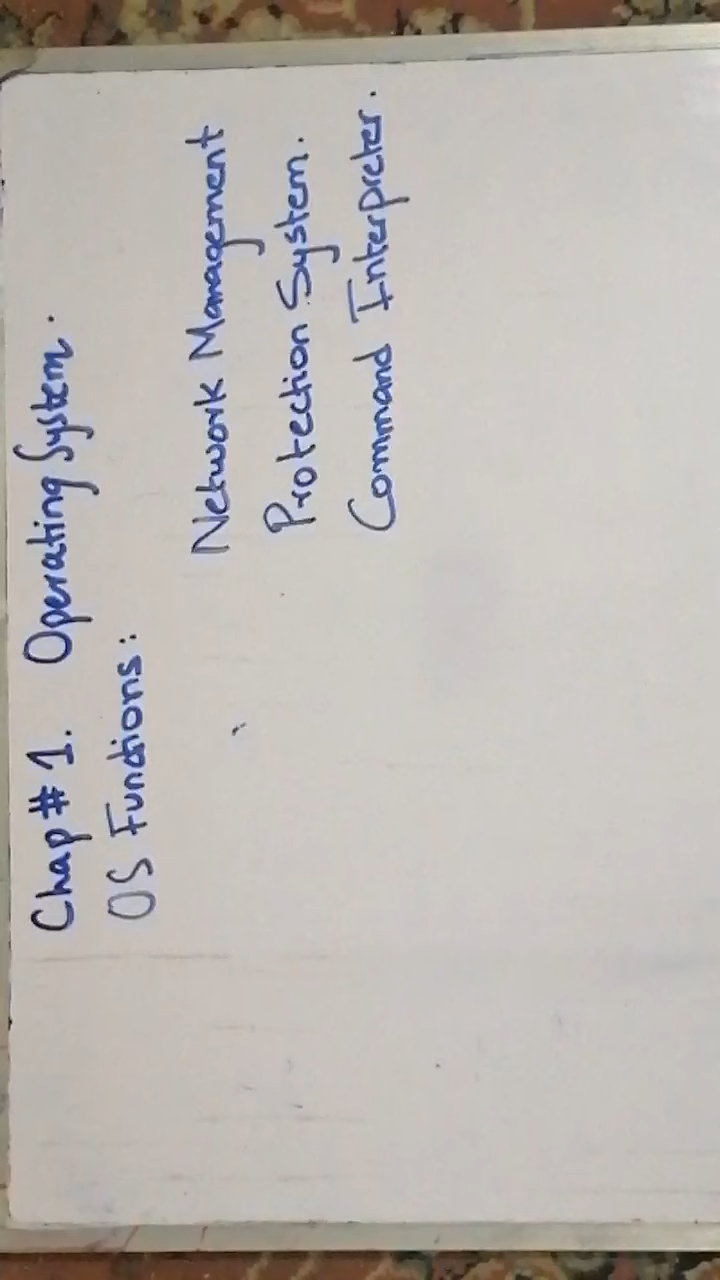 Chap # 1. Operating System.
OS Functions:
Network Management
Protection System.
Command Interpreter.